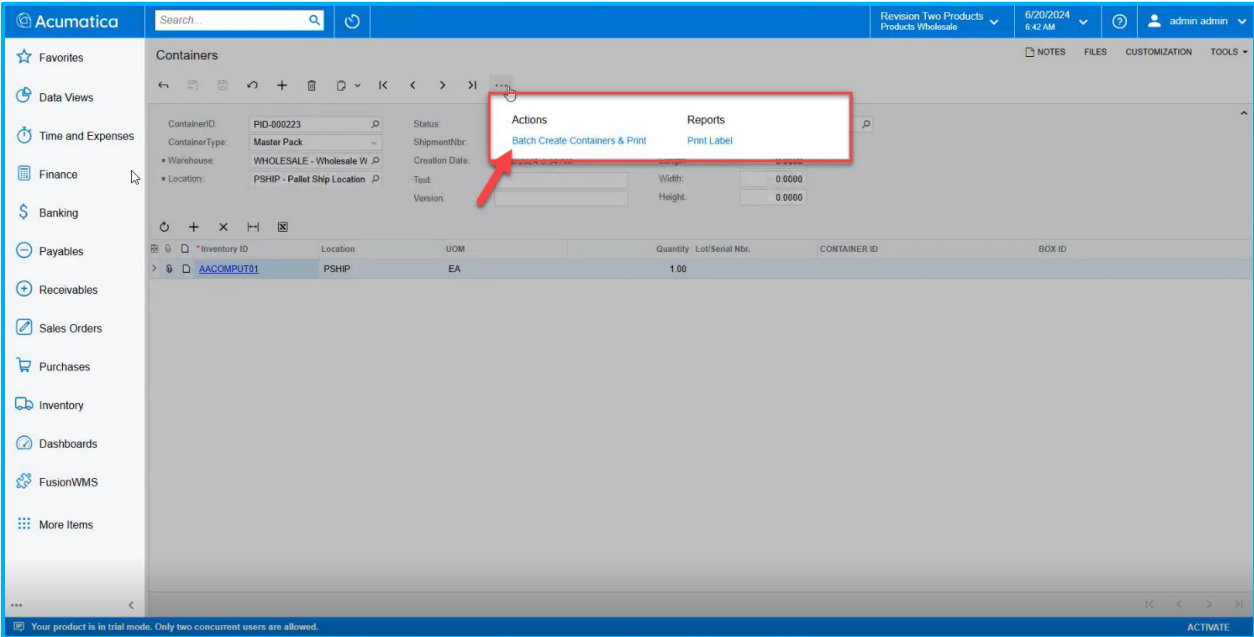 Acumatica
Search...
Revision Two Products
Products Wholesale
6/20/2024
6:42 AM
admin admin
Favorites
Data Views
Time and Expenses
Finance
Banking
Payables
Receivables
Sales Orders
Purchases
Inventory
Dashboards
FusionWMS
More Items
Containers
NOTES FILES CUSTOMIZATION TOOLS
Actions Reports
Batch Create Containers & Print Print Label
ContainerID: PID-000223 Status:
ContainerType: Master Pack ShipmentNbr:
Warehouse: WHOLESALE - Wholesale W Creation Date:
Location: PSHIP - Pallet Ship Location Test: Width: 0.0000
Version: Height: 0.0000
Inventory ID Location UOM Quantity Lot/Serial Nbr. CONTAINER ID BOX ID
AACOMPUT01 PSHIP EA 1.00
Your product is in trial mode. Only two concurrent users are allowed. ACTIVATE